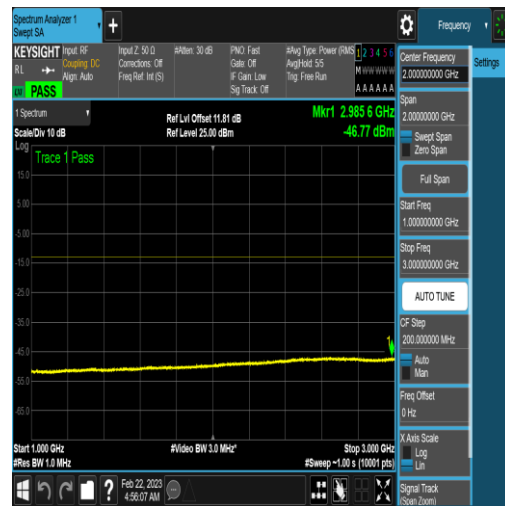 Spectrum Analyzer 1
Swept SA
+
Frequency
KEYSIGHT
RL
Input: RF
Coupling: DC
Align: Auto
Input Z: 50 Ω
Corrections: Off
Freq Ref: Int (S)
#Atten: 30 dB
PNO: Fast
Gate: Off
IF Gain: Low
Sig Track: Off
#Avg Type: Power (RMS
Avg|Hold: 5/5
Trig: Free Run
1 2 3 4 5 6
M W W W W W
A A A A A A
LXI PASS
1 Spectrum
Scale/Div 10 dB
Ref Lvl Offset 11.81 dB
Ref Level 25.00 dBm
Mkr1 2.985 6 GHz
-46.77 dBm
Log
Trace 1 Pass
15.0
5.00
-5.00
-15.0
-25.0
-35.0
-45.0
-55.0
-65.0
1
Start 1.000 GHz
#Res BW 1.0 MHz
#Video BW 3.0 MHz*
Stop 3.000 GHz
#Sweep ~1.00 s (10001 pts)
?
Feb 22, 2023
4:56:07 AM
Center Frequency
2.000000000 GHz
Settings
Span
2.00000000 GHz
Swept Span
Zero Span
Full Span
Start Freq
1.000000000 GHz
Stop Freq
3.000000000 GHz
AUTO TUNE
CF Step
200.000000 MHz
Auto
Man
Freq Offset
0 Hz
X Axis Scale
Log
Lin
Signal Track
(Span Zoom)